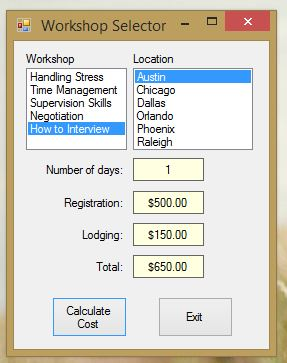 Workshop Selector
Workshop
Location
Handling Stress
Time Management
Supervision Skills
Negotiation
How to Interview
Austin
Chicago
Dallas
Orlando
Phoenix
Raleigh
Number of days: 1
Registration: $500.00
Lodging: $150.00
Total: $650.00
Calculate
Cost
Exit